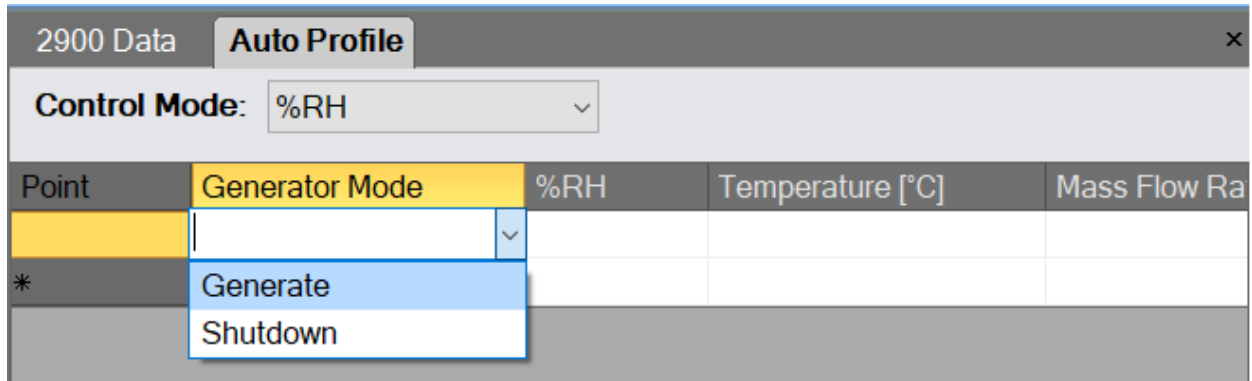 2900 Data Auto Profile ×
Control Mode: %RH
Point Generator Mode %RH Temperature [°C] Mass Flow Ra
* Generate
Shutdown